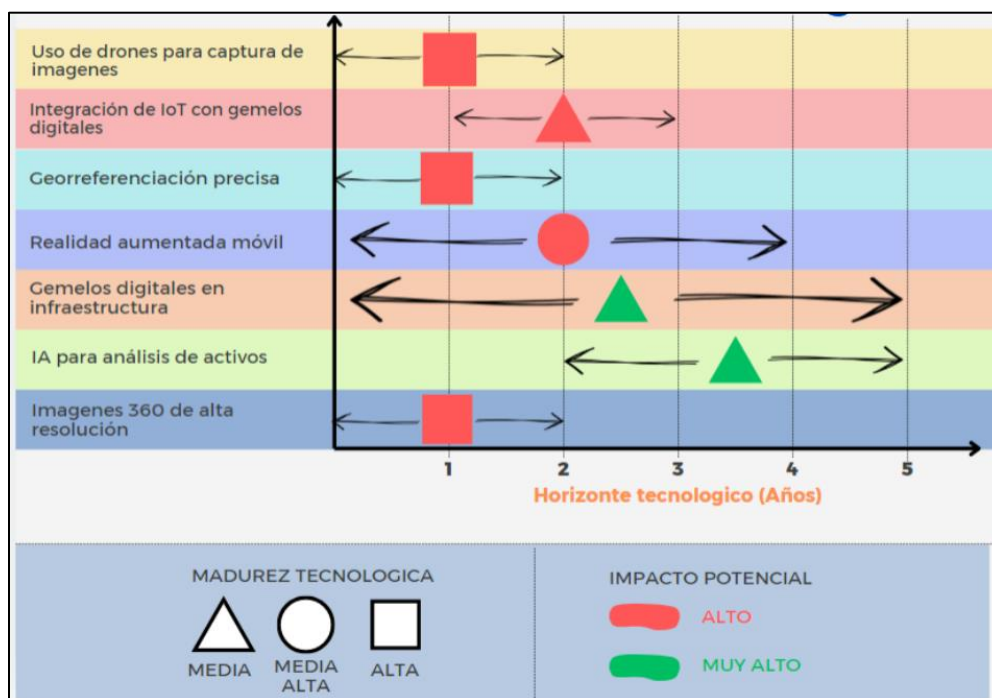 Uso de drones para captura de
imagenes
Integración de IoT con gemelos
digitales
Georreferenciación precisa
Realidad aumentada móvil
Gemelos digitales en
infraestructura
IA para análisis de activos
Imagenes 360 de alta
resolución
1 2 3 4 5
Horizonte tecnologico (Años)
MADUREZ TECNOLOGICA
MEDIA
MEDIA
ALTA
ALTA
IMPACTO POTENCIAL
ALTO
MUY ALTO